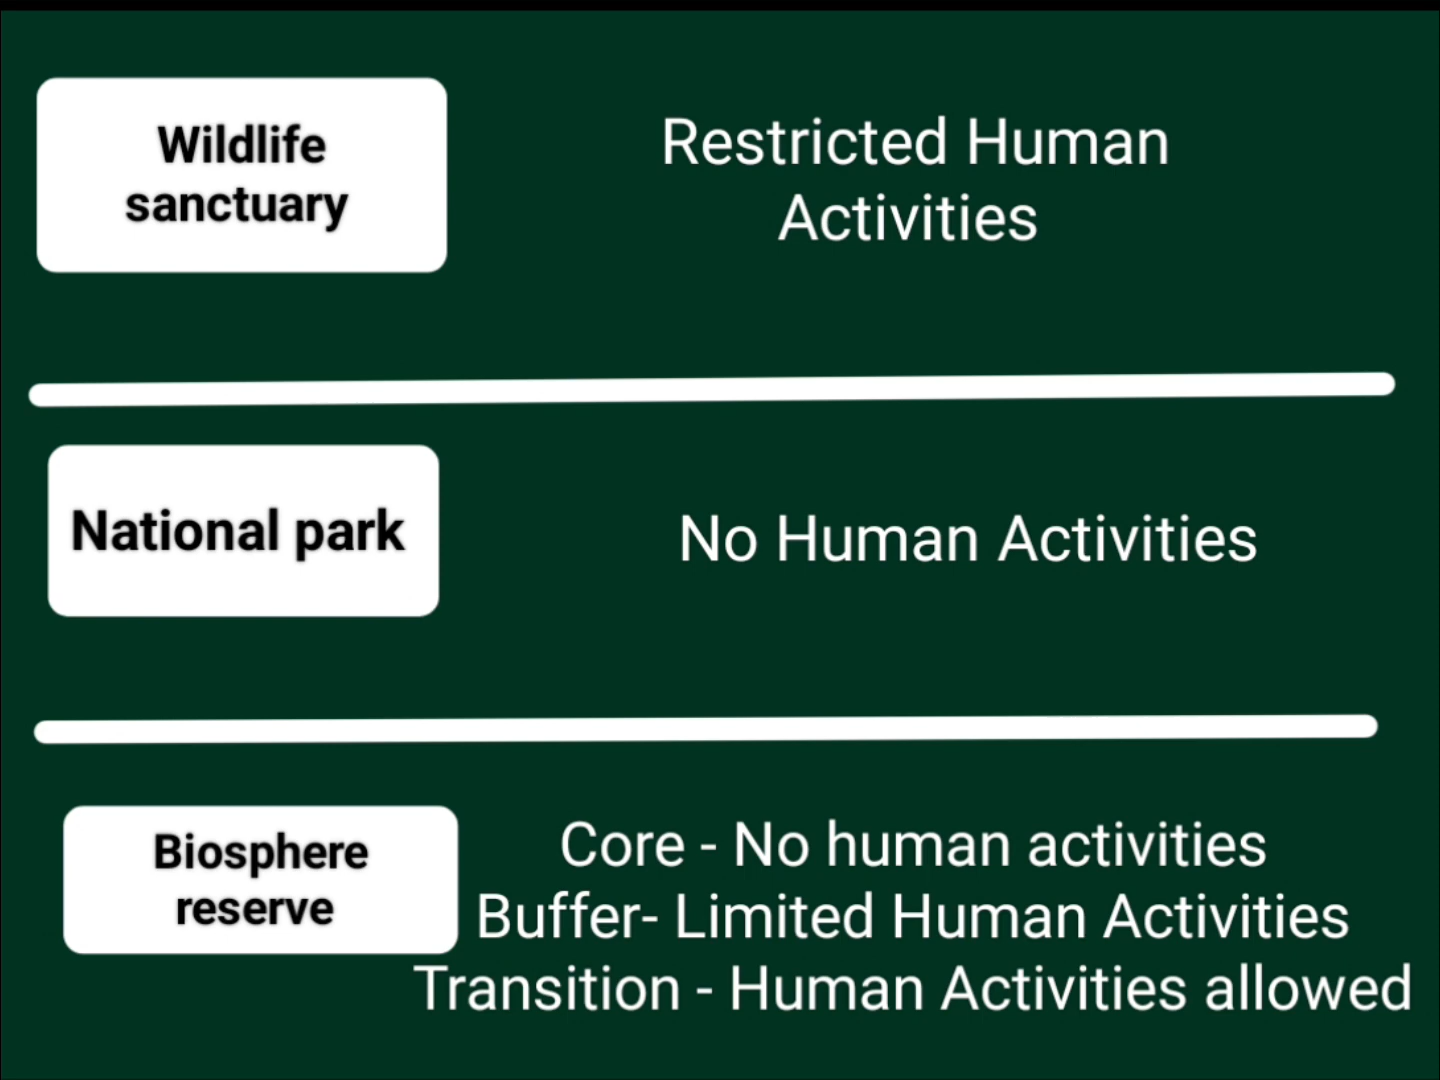 Wildlife
sanctuary
Restricted Human
Activities
National park
No Human Activities
Biosphere
reserve
Core - No human activities
Buffer- Limited Human Activities
Transition - Human Activities allowed